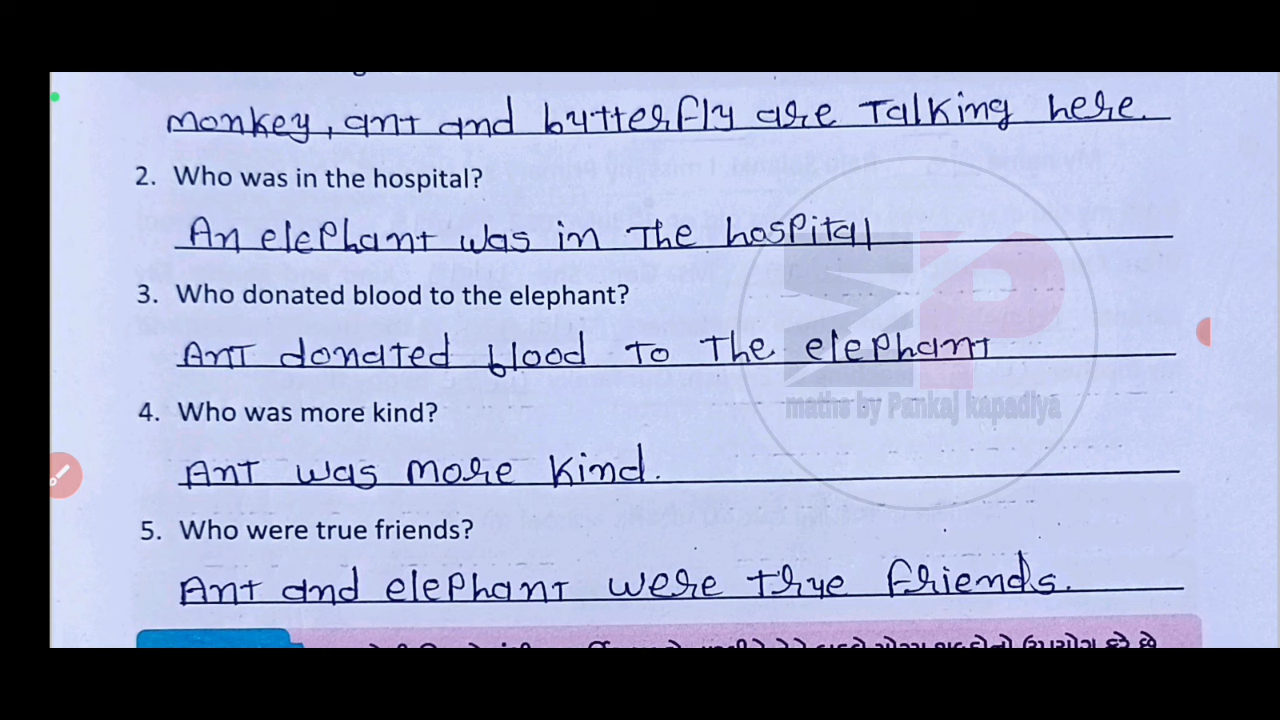 monkey, ant and butterfly are Talking here.
2. Who was in the hospital?
An elephant was in The hospital
3. Who donated blood to the elephant?
Ant donated blood To The elephant
4. Who was more kind?
Ant was more kind.
5. Who were true friends?
Ant and elephant were true friends.
maths by Pankaj kapadiya